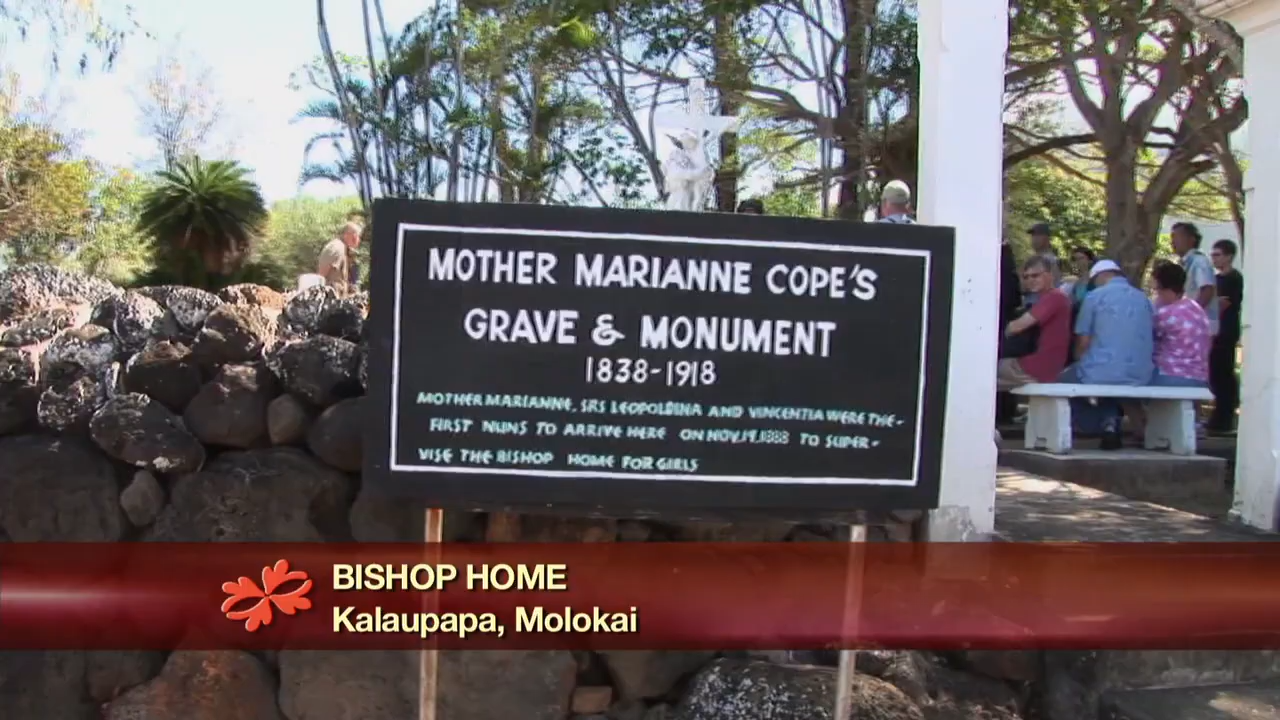 MOTHER MARIANNE COPE'S
GRAVE & MONUMENT
1838-1918
MOTHER MARIANNE, SRS LEOPOLDINA AND VINCENTIA WERE THE-
FIRST NUNS TO ARRIVE HERE ON NOV.14,1888 TO SUPER-
VISE THE BISHOP HOME FOR GIRLS
BISHOP HOME
Kalaupapa, Molokai